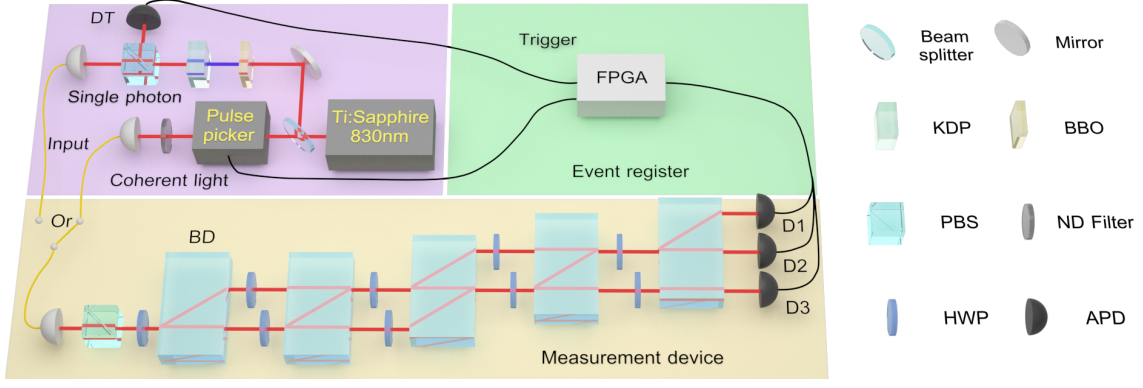 DT
Trigger
FPGA
Single photon
Pulse
picker
Ti:Sapphire
830nm
Input
Coherent light
Event register
Or
BD
D1
D2
D3
Measurement device
Beam
splitter
Mirror
KDP
BBO
PBS
ND Filter
HWP
APD